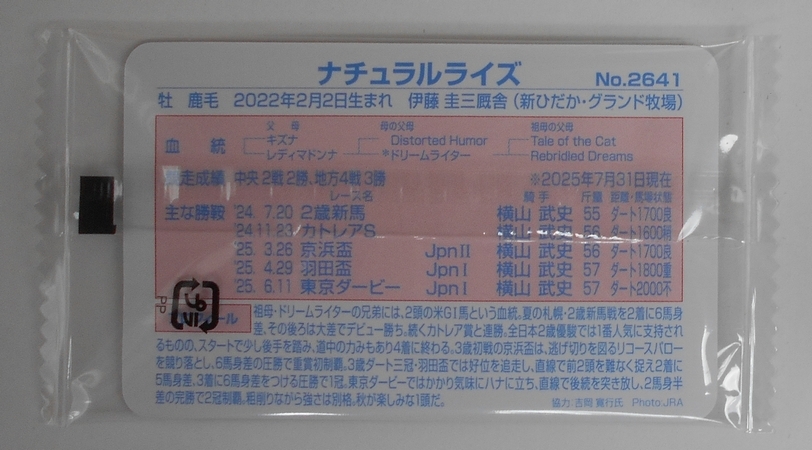 ナチュラルライズ No.2641
牡 鹿毛 2022年2月2日生まれ 伊藤 圭三厩舎（新ひだか・グランド牧場）
父 母 母の父母 祖母の父母
血統 キズナ Distorted Humor Tale of the Cat
レディマドンナ *ドリームライター Rebridled Dreams
競走成績 中央2戦2勝、地方4戦3勝 ※2025年7月31日現在
レース名 騎手 斤量 距離・馬場状態
主な勝鞍 '24. 7.20 2歳新馬 横山 武史 55 ダート1700良
'24.11.23 カトレアS 横山 武史 56 ダート1600稍
'25. 3.26 京浜盃 JpnⅡ 横山 武史 56 ダート1700良
'25. 4.29 羽田盃 JpnⅠ 横山 武史 57 ダート1800重
'25. 6.11 東京ダービー JpnⅠ 横山 武史 57 ダート2000不
プラ
PP
ィール 祖母・ドリームライターの兄弟には、2頭の米GⅠ馬という血統。夏の札幌・2歳新馬戦を2着に6馬身
差、その後ろは大差でデビュー勝ち。続くカトレア賞と連勝。全日本2歳優駿では1番人気に支持され
るものの、スタートで少し後手を踏み、道中の力みもあり4着に終わる。3歳初戦の京浜盃は、逃げ切りを図るリコースパロー
を競り落とし、6馬身差の圧勝で重賞初制覇。3歳ダート三冠・羽田盃では好位を追走し、直線で前2頭を難なく捉え2着に
5馬身差、3着に6馬身差をつける圧勝で1冠。東京ダービーではかかり気味にハナに立ち、直線で後続を突き放し、2馬身半
差の完勝で2冠制覇。粗削りながら強さは別格。秋が楽しみな1頭だ。 協力:吉岡 寛行氏 Photo:JRA